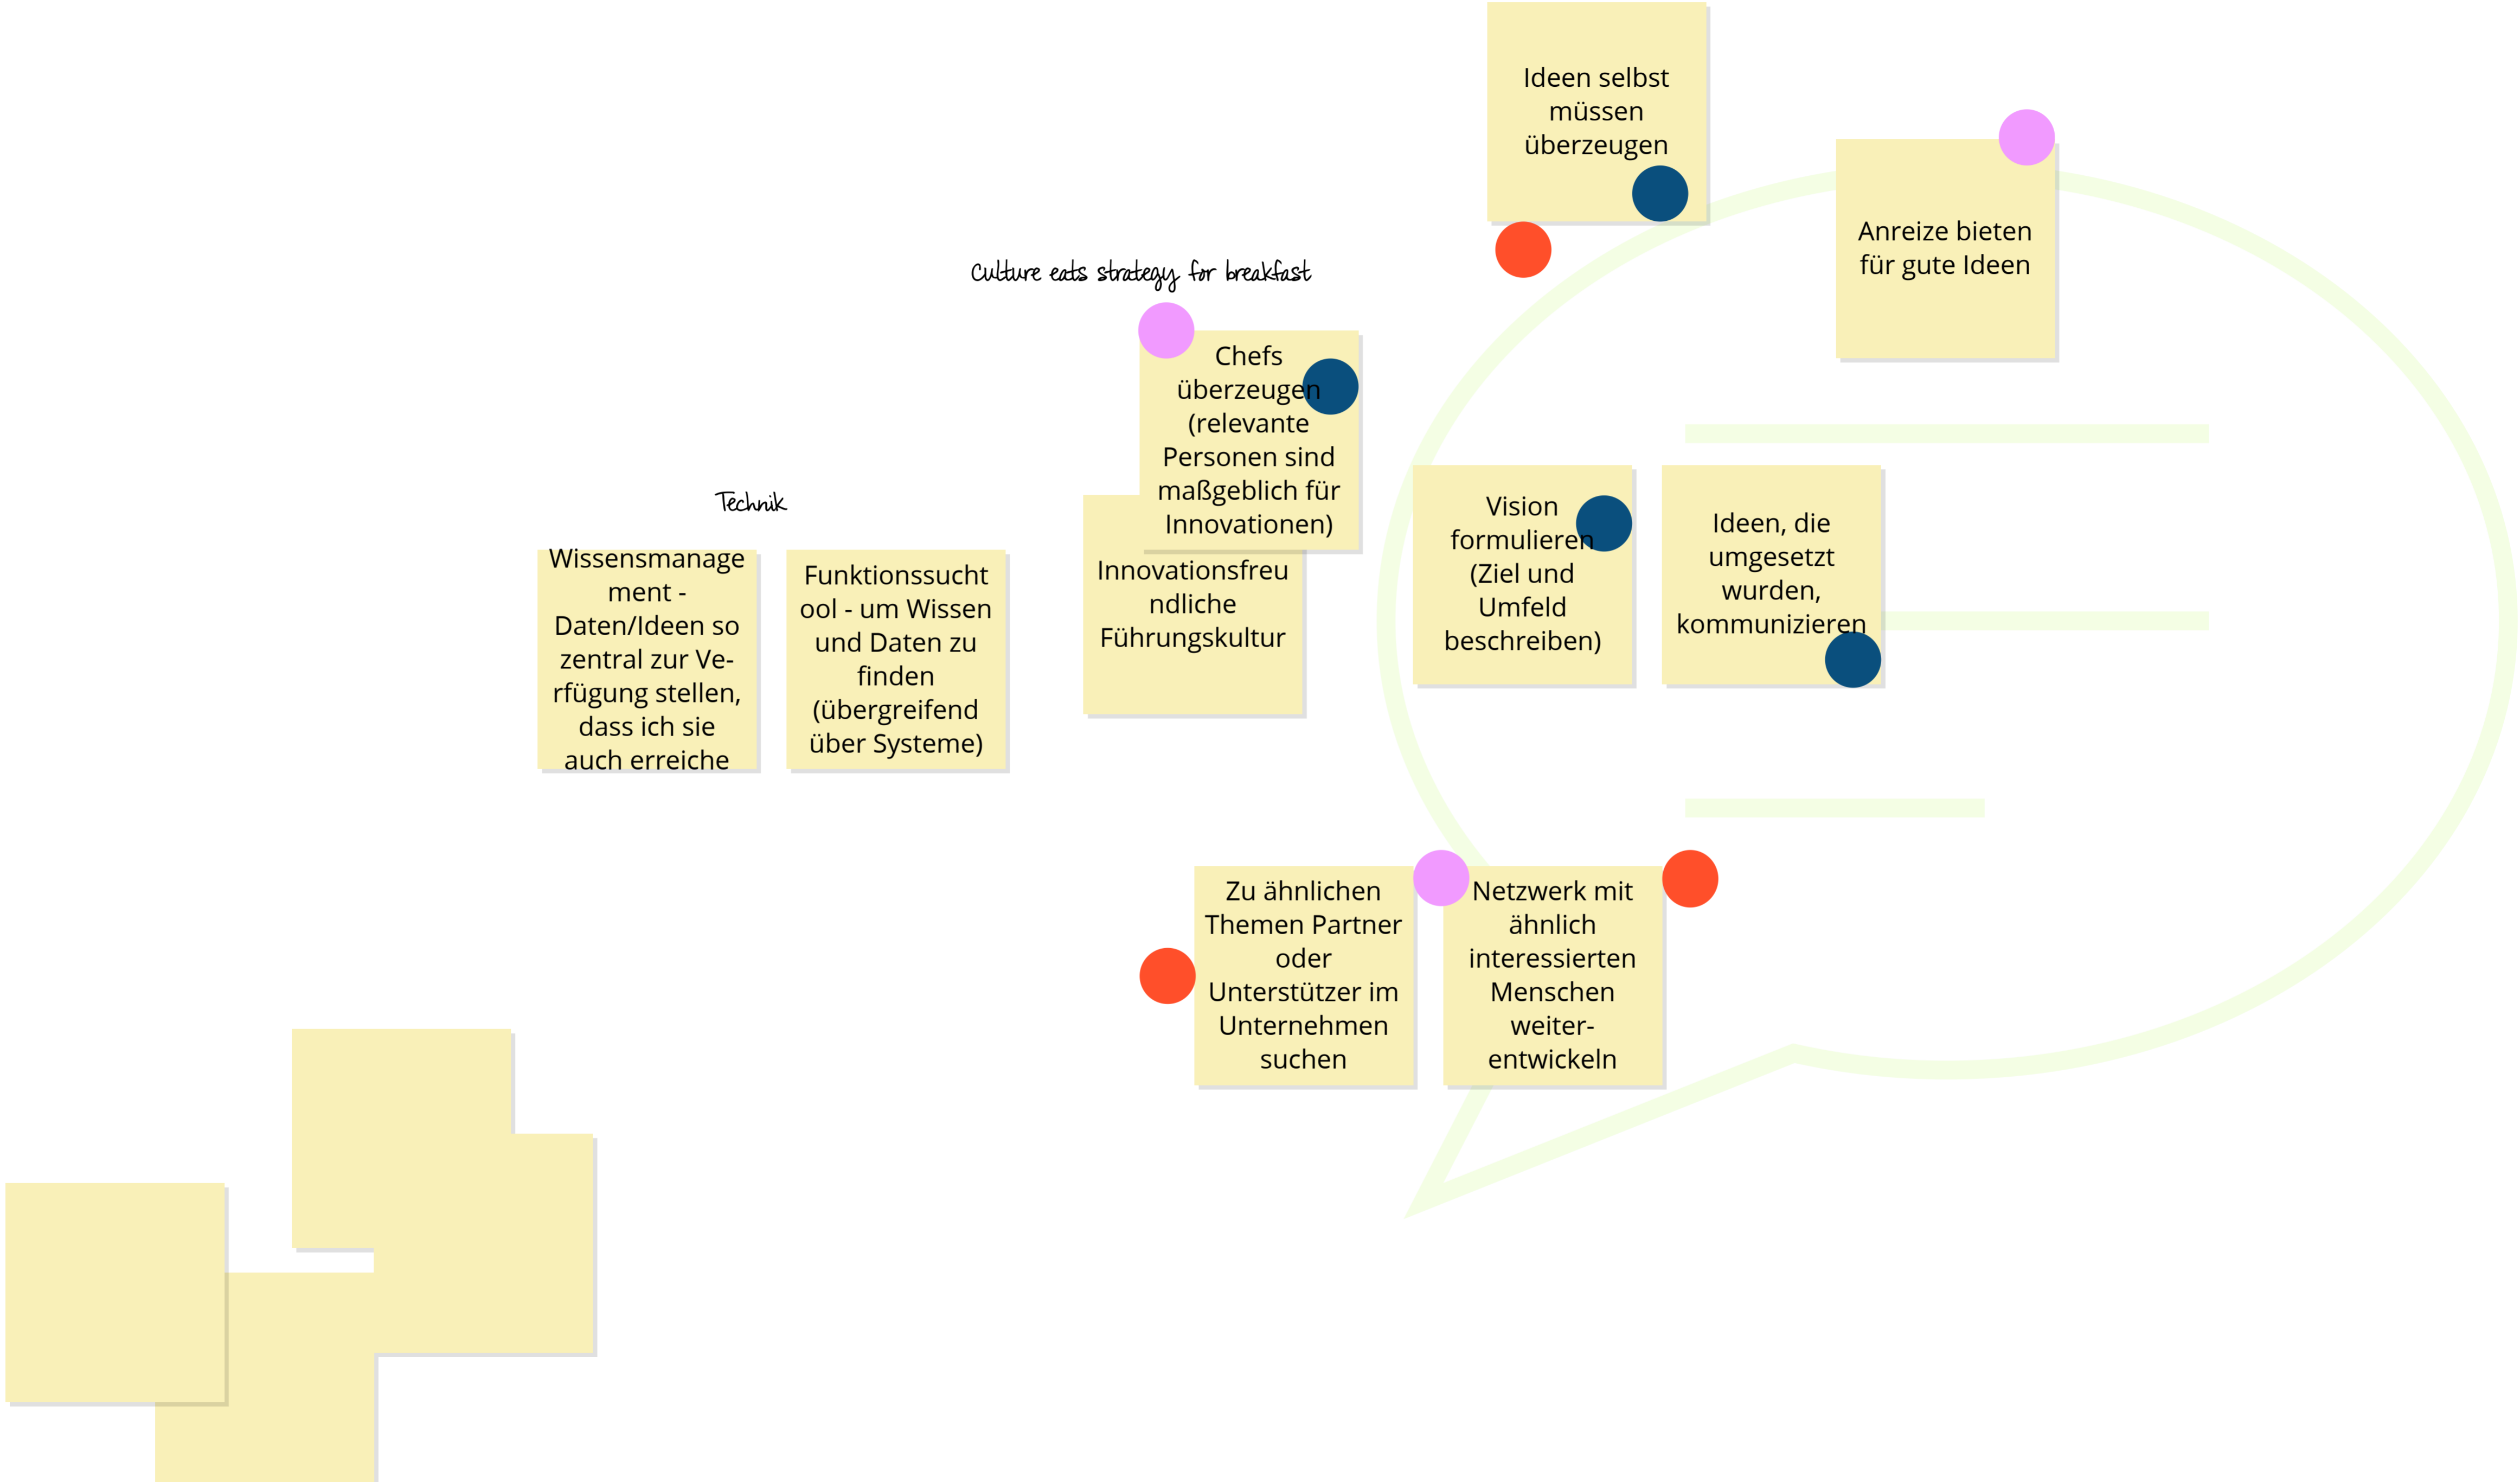 Ideen selbst
müssen
überzeugen
Anreize bieten
für gute Ideen
Culture eats strategy for breakfast
Chefs
überzeugen
(relevante
Personen sind
maßgeblich für
Innovationen)
Innovationsfreu
ndliche
Führungskultur
Vision
formulieren
(Ziel und
Umfeld
beschreiben)
Ideen, die
umgesetzt
wurden,
kommunizieren
Technik
Wissensmanage
ment -
Daten/Ideen so
zentral zur Ve-
rfügung stellen,
dass ich sie
auch erreiche
Funktionssucht
ool - um Wissen
und Daten zu
finden
(übergreifend
über Systeme)
Zu ähnlichen
Themen Partner
oder
Unterstützer im
Unternehmen
suchen
Netzwerk mit
ähnlich
interessierten
Menschen
weiter-
entwickeln